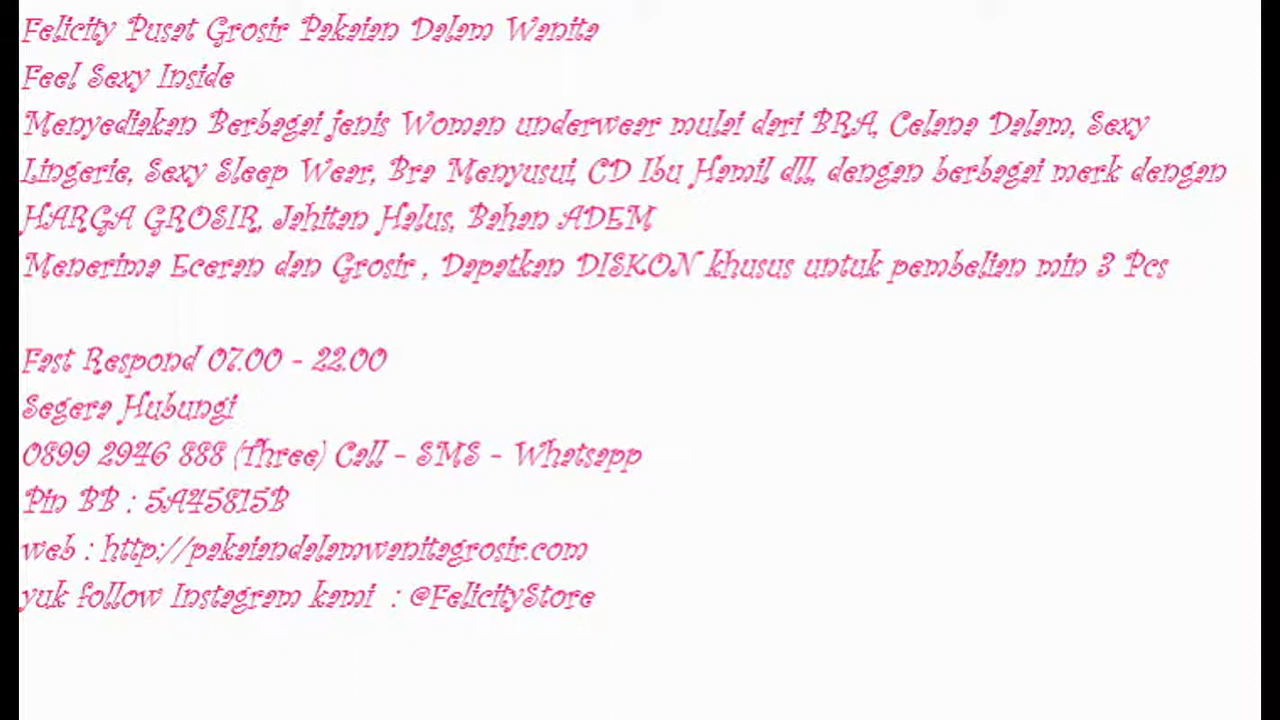 Felicity Pusat Grosir Pakaian Dalam Wanita
Feel Sexy Inside
Menyediakan Berbagai jenis Woman underwear mulai dari BRA, Celana Dalam, Sexy
Lingerie, Sexy Sleep Wear, Bra Menyusui, CD Ibu Hamil dll, dengan berbagai merk dengan
HARGA GROSIR, Jahitan Halus, Bahan ADEM
Menerima Eceran dan Grosir , Dapatkan DISKON khusus untuk pembelian min 3 Pcs
Fast Respond 07.00 - 22.00
Segera Hubungi
0899 2946 888 (Three) Call - SMS - Whatsapp
Pin BB : 5A45815B
web : http://pakaiandalamwanitagrosir.com
yuk follow Instagram kami : @FelicityStore